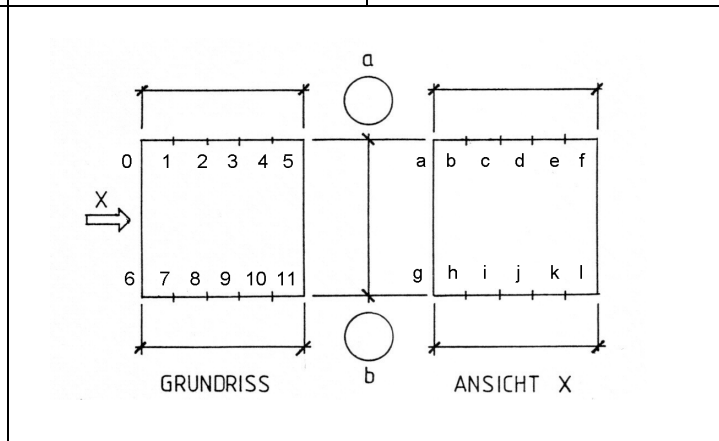 a
0 1 2 3 4 5
a b c d e f
X
6 7 8 9 10 11
g h i j k l
b
GRUNDRISS
ANSICHT X